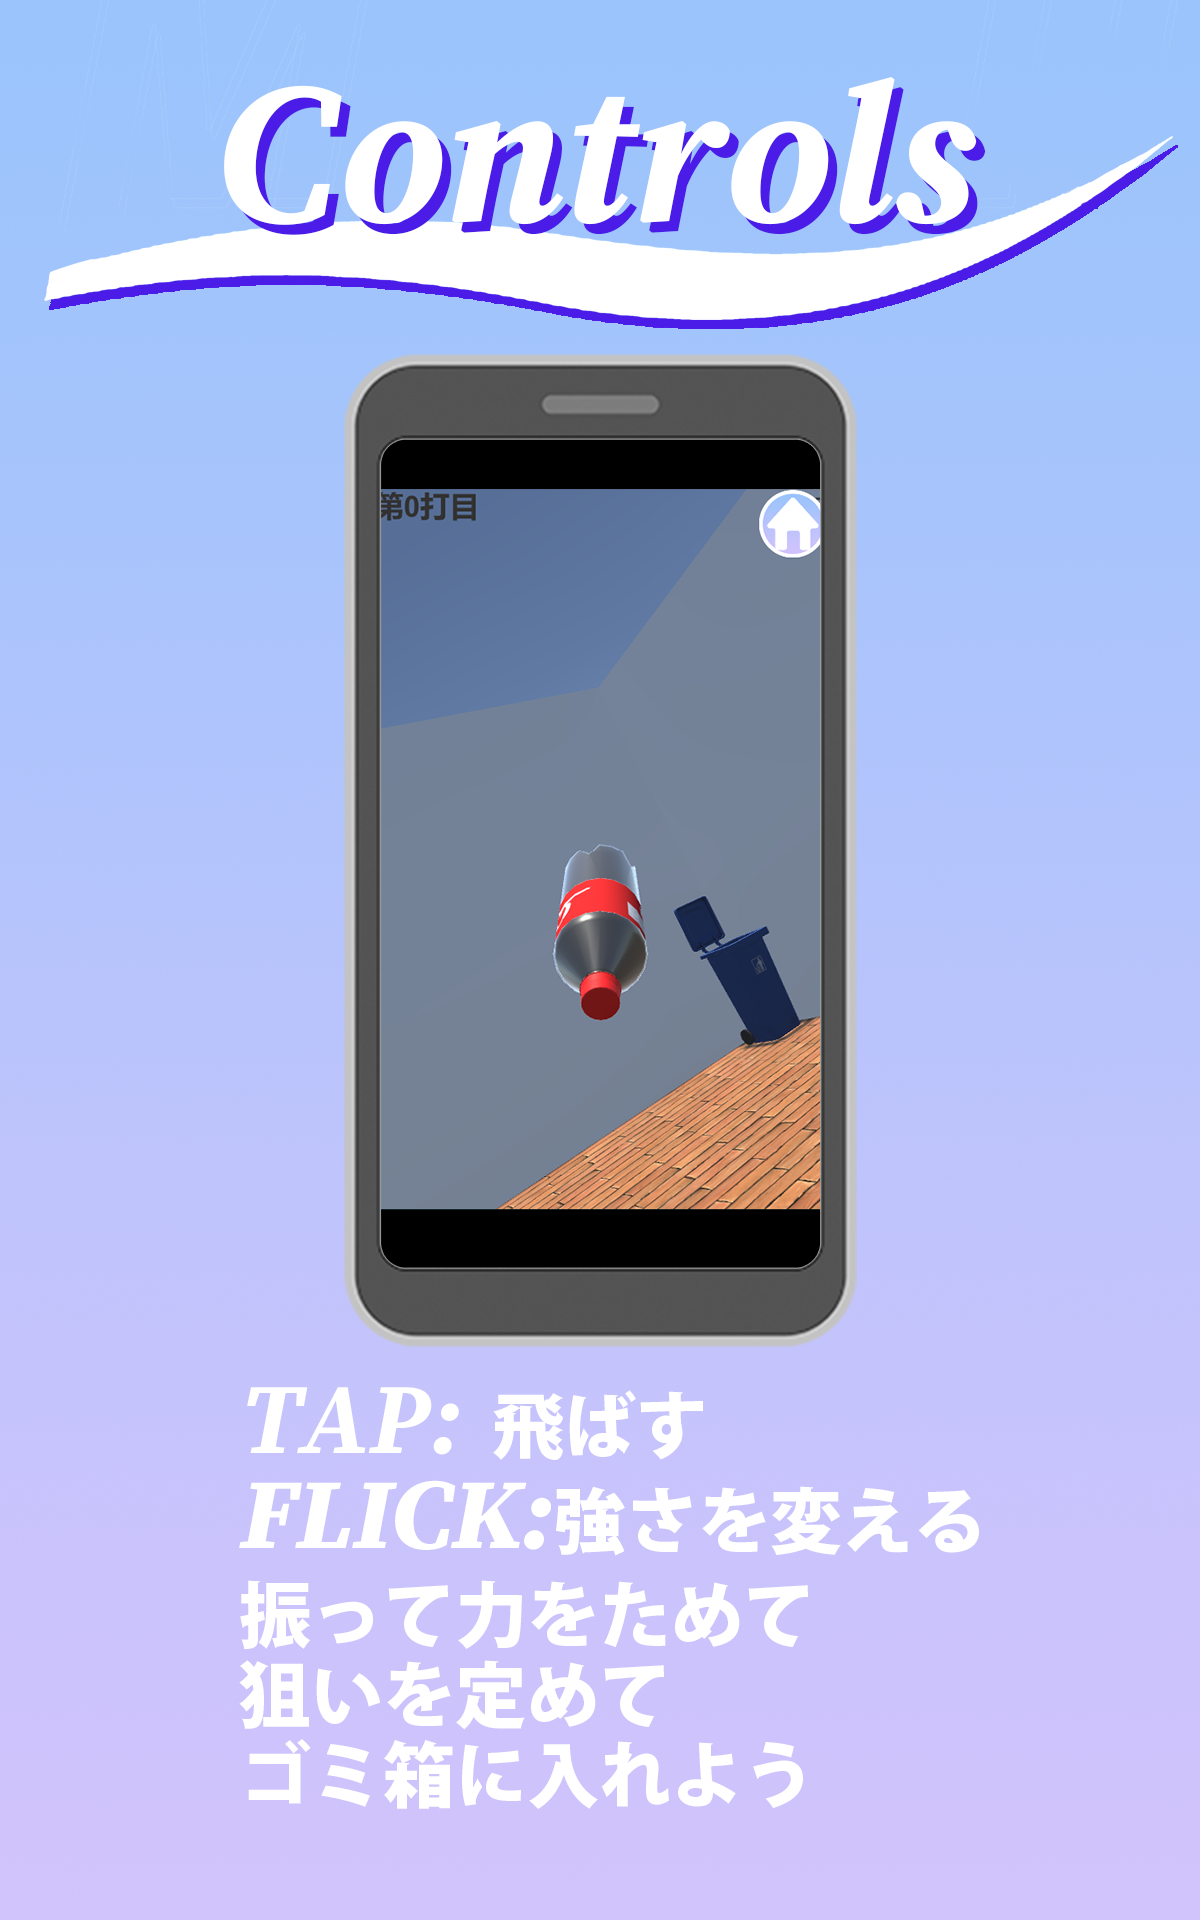 Controls
第0打目
TAP: 飛ばす
FLICK:強さを変える
振って力をためて
狙いを定めて
ゴミ箱に入れよう